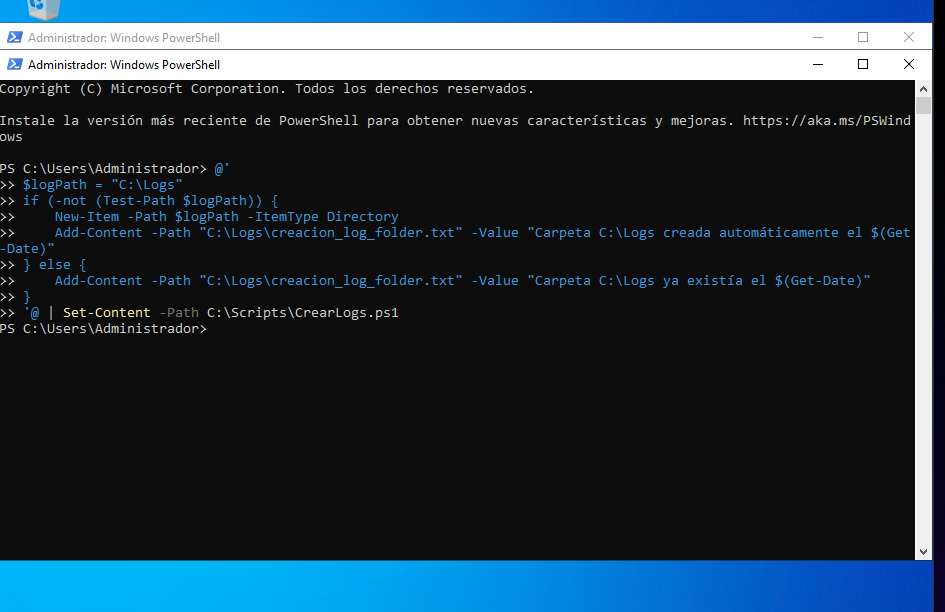 Administrador: Windows PowerShell
Administrador: Windows PowerShell
Copyright (C) Microsoft Corporation. Todos los derechos reservados.
Instale la versión más reciente de PowerShell para obtener nuevas características y mejoras. https://aka.ms/PSWind
ows
PS C:\Users\Administrador> @'
>> $logPath = "C:\Logs"
>> if (-not (Test-Path $logPath)) {
>>     New-Item -Path $logPath -ItemType Directory
>>     Add-Content -Path "C:\Logs\creacion_log_folder.txt" -Value "Carpeta C:\Logs creada automáticamente el $(Get
-Date)"
>> } else {
>>     Add-Content -Path "C:\Logs\creacion_log_folder.txt" -Value "Carpeta C:\Logs ya existía el $(Get-Date)"
>> }
>> '@ | Set-Content -Path C:\Scripts\CrearLogs.ps1
PS C:\Users\Administrador>